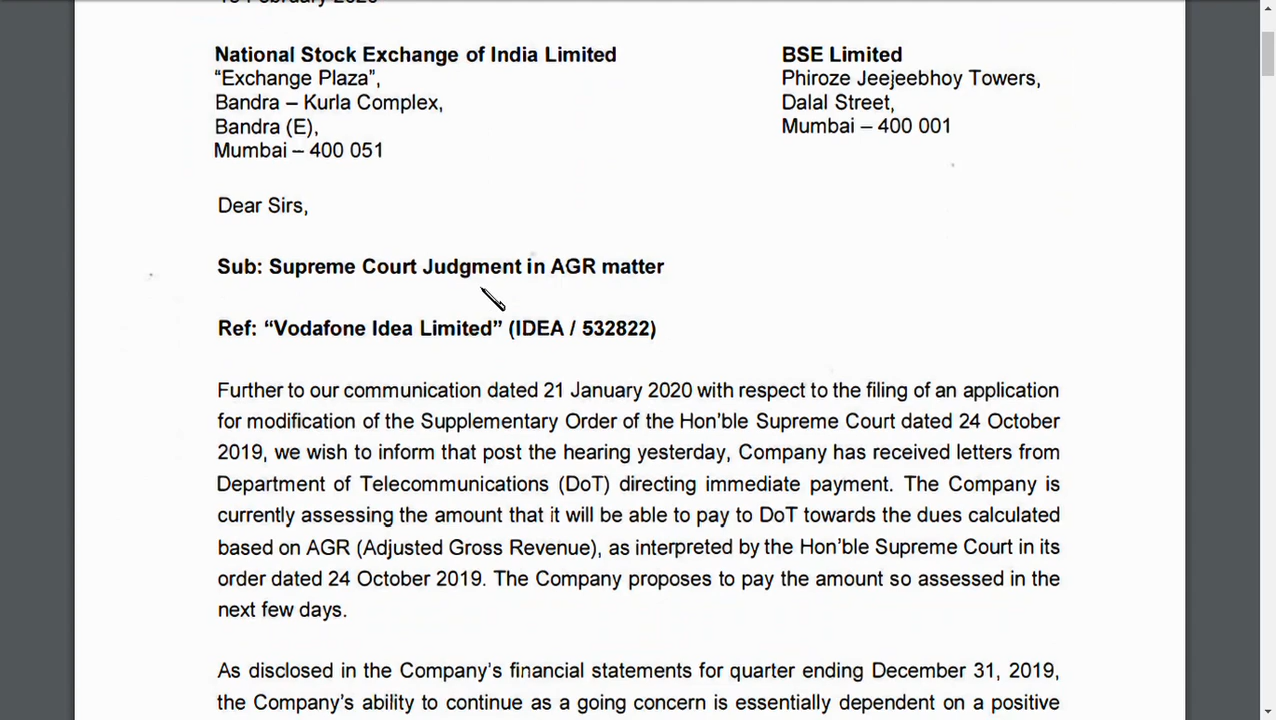 February 2020
National Stock Exchange of India Limited
“Exchange Plaza”,
Bandra – Kurla Complex,
Bandra (E),
Mumbai – 400 051
BSE Limited
Phiroze Jeejeebhoy Towers,
Dalal Street,
Mumbai – 400 001
Dear Sirs,
Sub: Supreme Court Judgment in AGR matter
Ref: “Vodafone Idea Limited” (IDEA / 532822)
Further to our communication dated 21 January 2020 with respect to the filing of an application
for modification of the Supplementary Order of the Hon’ble Supreme Court dated 24 October
2019, we wish to inform that post the hearing yesterday, Company has received letters from
Department of Telecommunications (DoT) directing immediate payment. The Company is
currently assessing the amount that it will be able to pay to DoT towards the dues calculated
based on AGR (Adjusted Gross Revenue), as interpreted by the Hon’ble Supreme Court in its
order dated 24 October 2019. The Company proposes to pay the amount so assessed in the
next few days.
As disclosed in the Company’s financial statements for quarter ending December 31, 2019,
the Company’s ability to continue as a going concern is essentially dependent on a positive